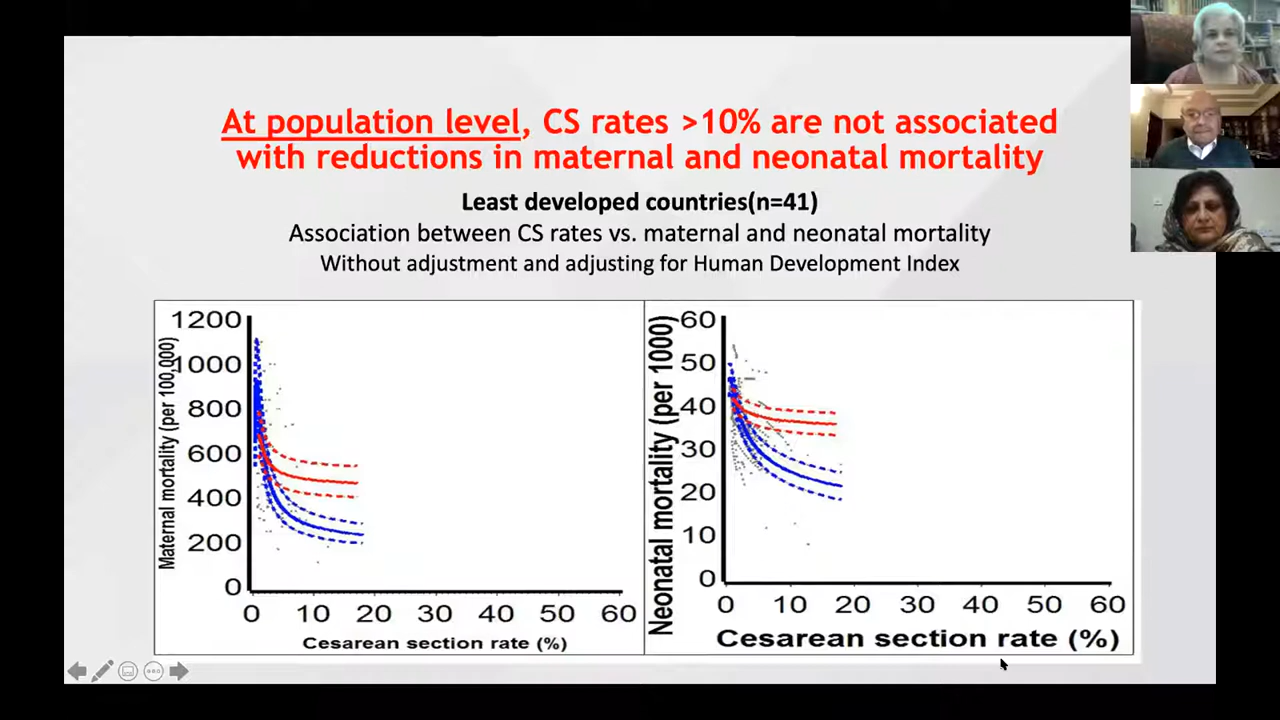 At population level, CS rates >10% are not associated
with reductions in maternal and neonatal mortality
Least developed countries(n=41)
Association between CS rates vs. maternal and neonatal mortality
Without adjustment and adjusting for Human Development Index
Maternal mortality (per 100,000)
1200
1000
800
600
400
200
0
0 10 20 30 40 50 60
Cesarean section rate (%)
Neonatal mortality (per 1000)
60
50
40
30
20
10
0
0 10 20 30 40 50 60
Cesarean section rate (%)